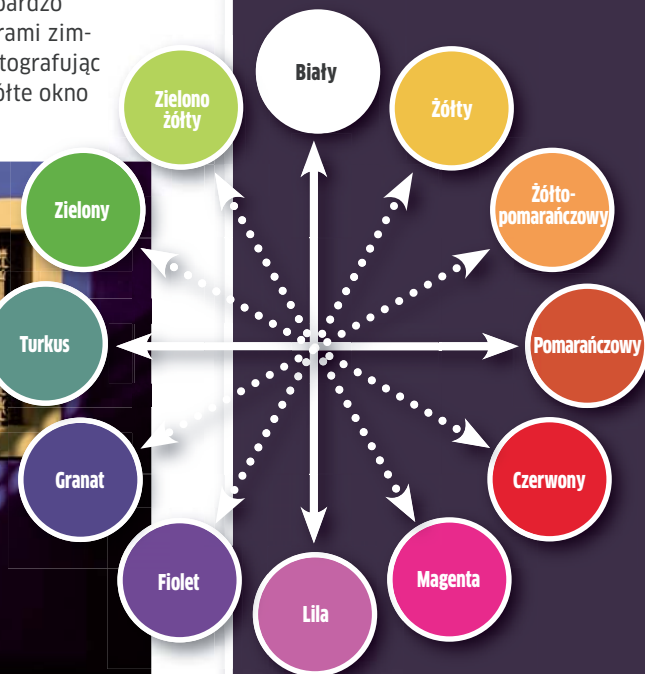 bardzo
rami zim-
tografując
łte okno
Biały
Żółty
Żółto-
pomarańczowy
Pomarańczowy
Czerwony
Magenta
Lila
Fiolet
Granat
Turkus
Zielony
Zielono
żółty